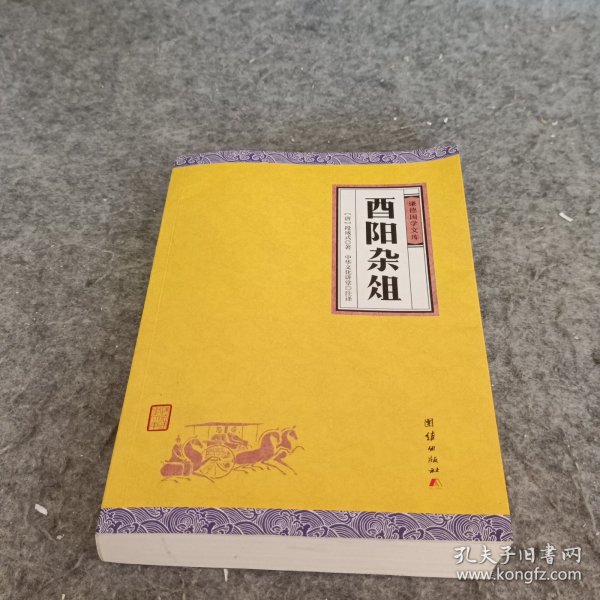 谦德国学文库
酉阳杂俎
〔唐〕段成式◎著 中华文化讲堂◎注译
团结出版社
孔夫子旧书网
www.kongfz.com